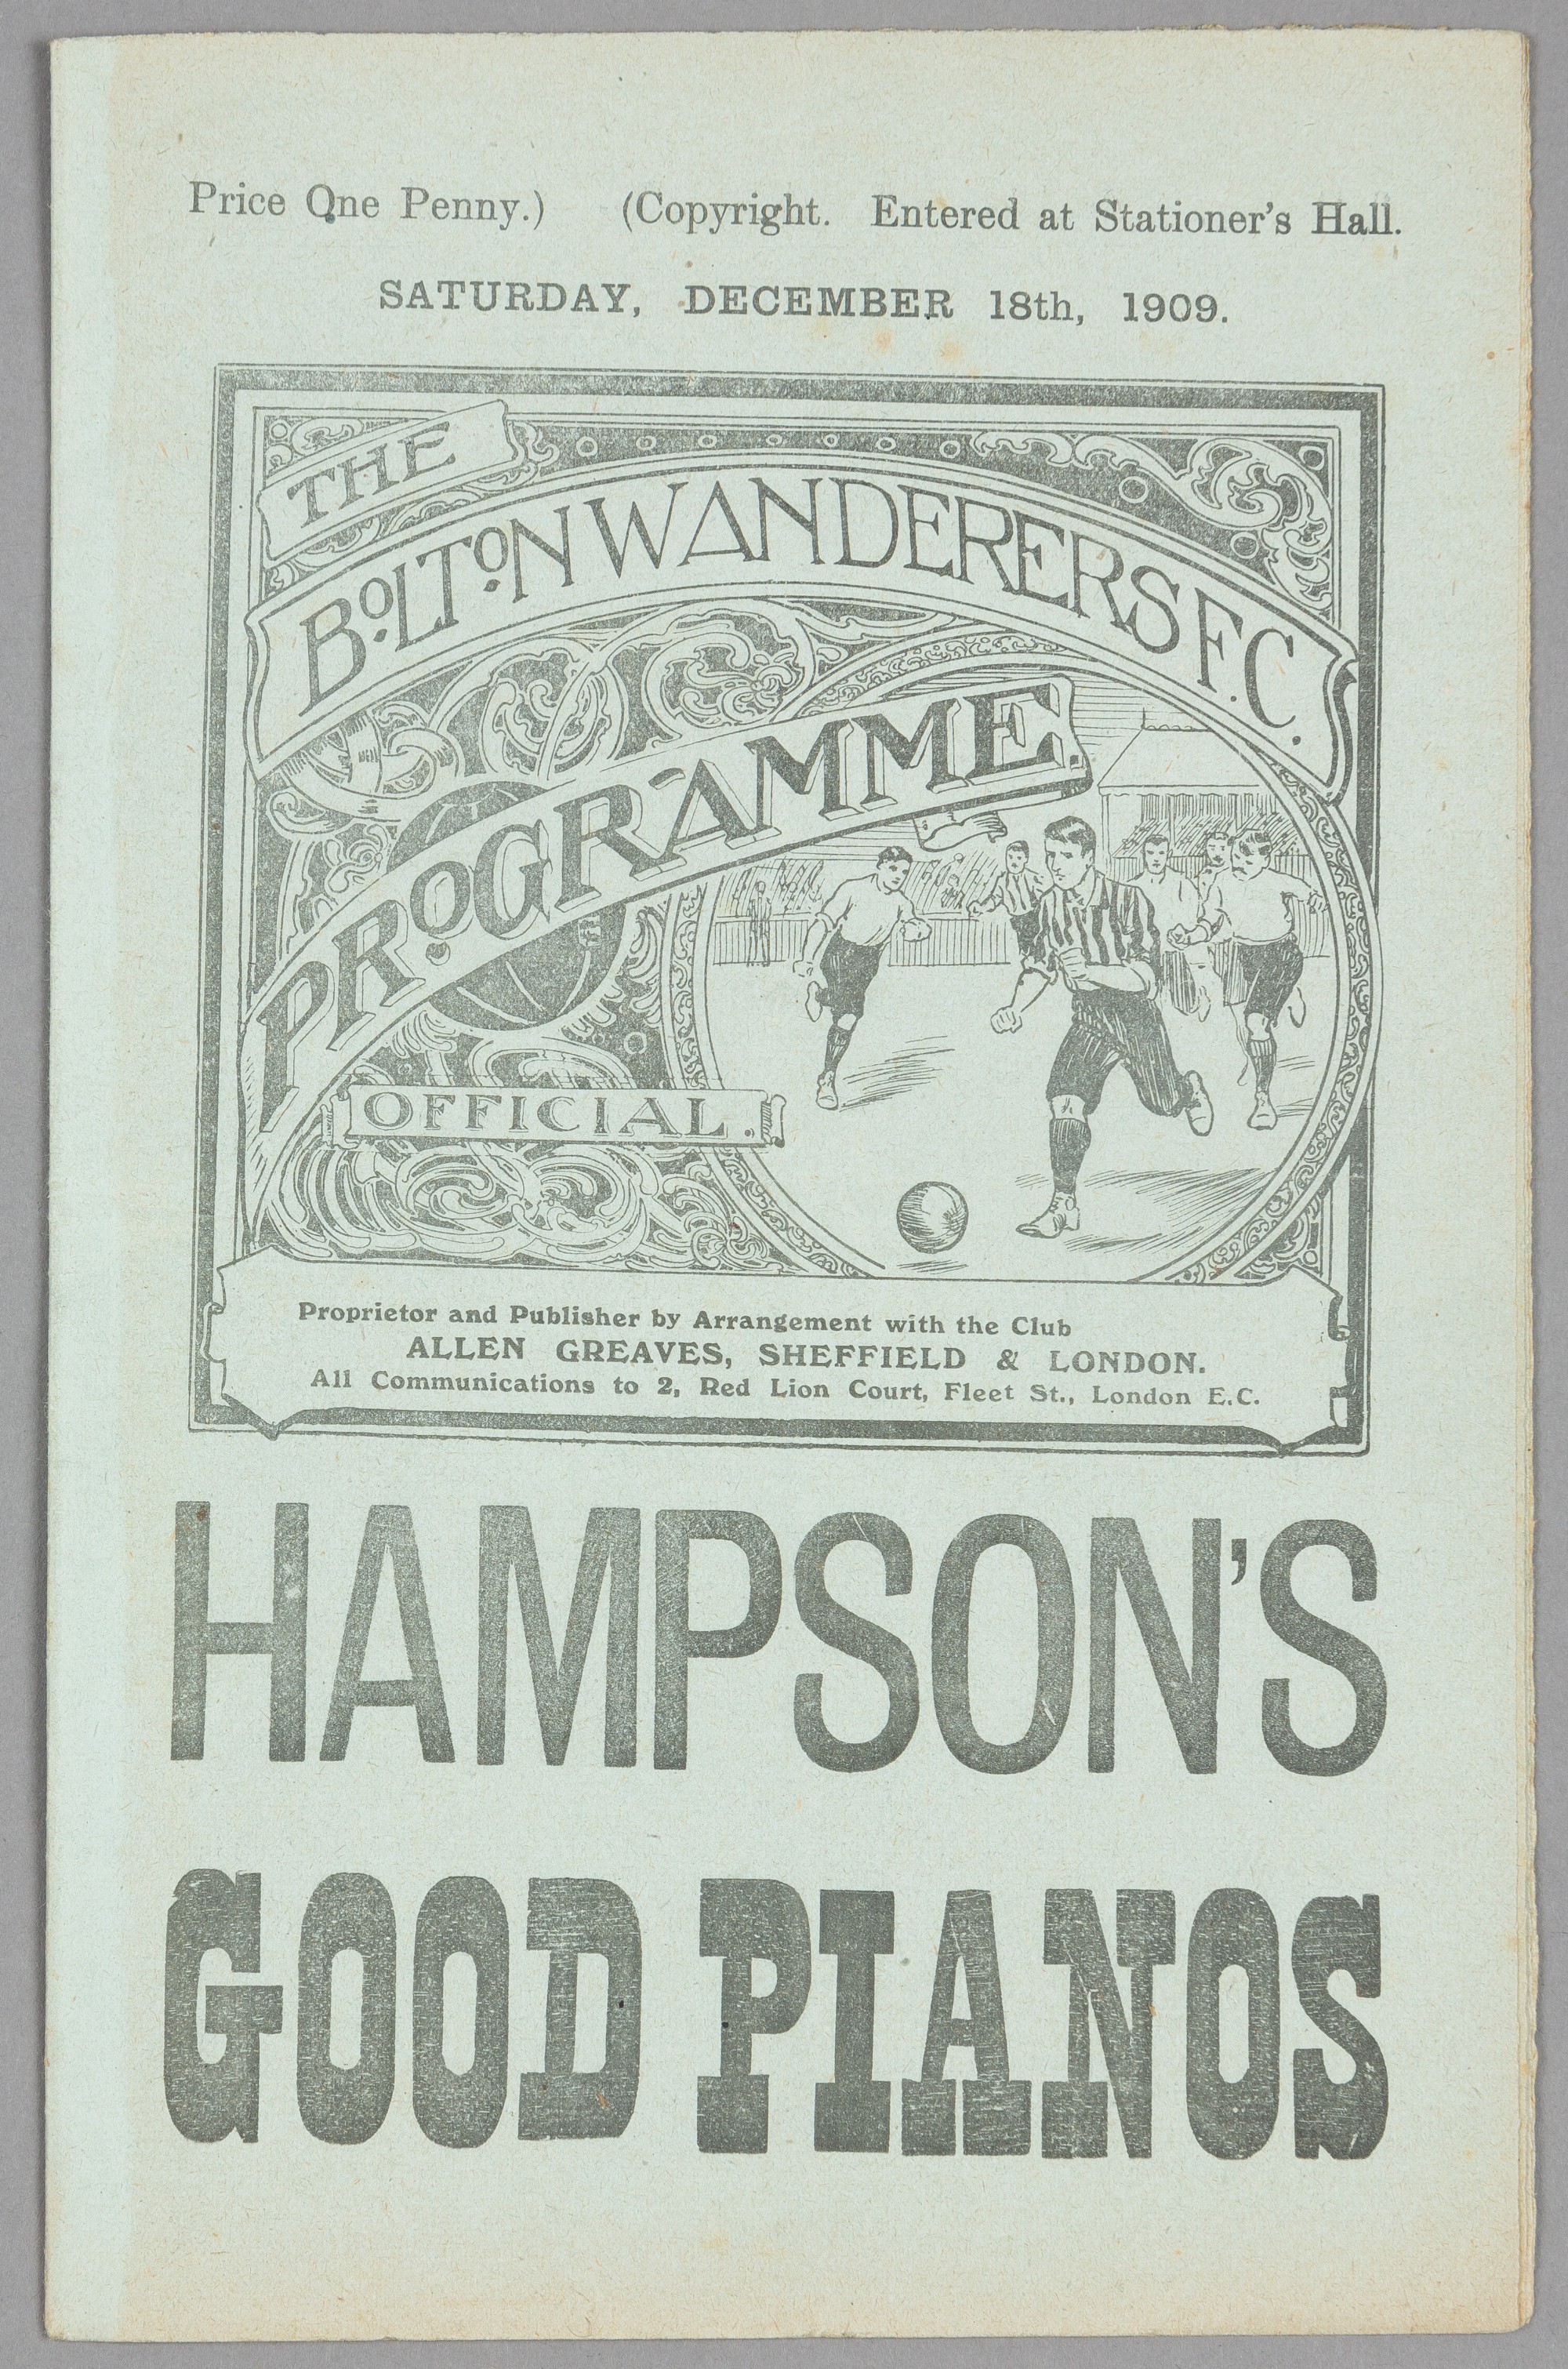 Price One Penny.) (Copyright. Entered at Stationer's Hall.
SATURDAY, DECEMBER 18th, 1909.
THE
BOLTON WANDERERS F.C.
PROGRAMME.
OFFICIAL.
Proprietor and Publisher by Arrangement with the Club
ALLEN GREAVES, SHEFFIELD & LONDON.
All Communications to 2, Red Lion Court, Fleet St., London E.C.
HAMPSON'S
GOOD PIANOS